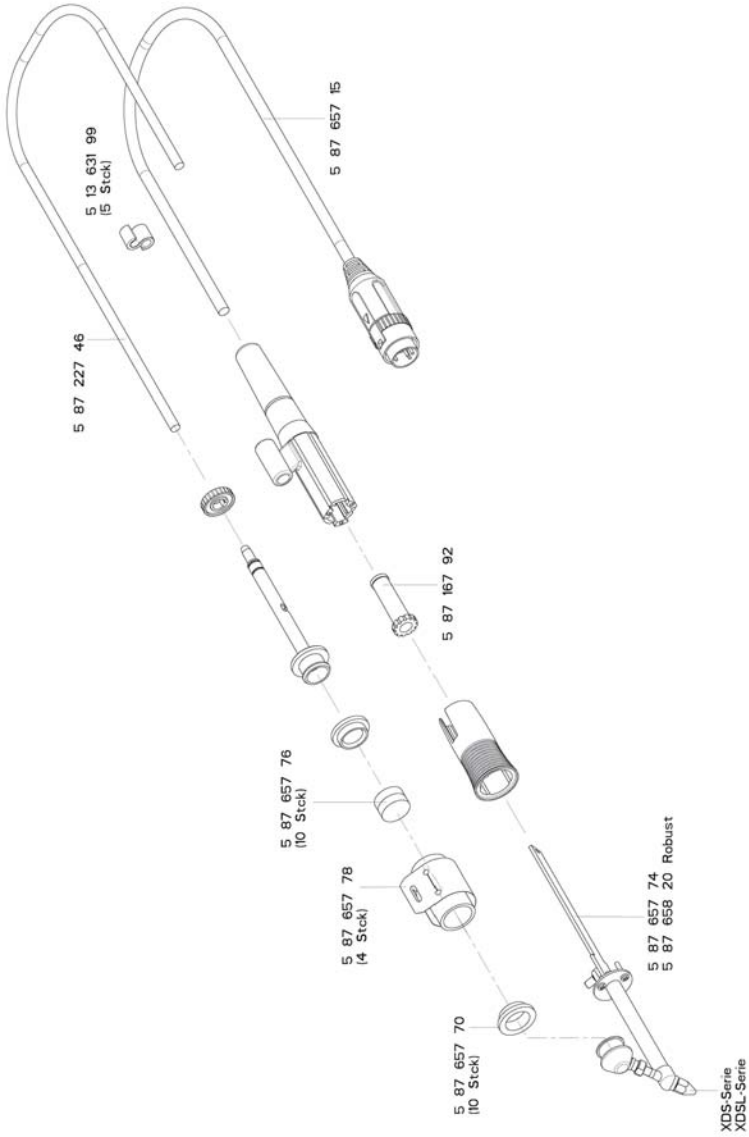 5 87 657 15
5 13 631 99
(5 Stck)
5 87 227 46
5 87 167 92
5 87 657 76
(10 Stck)
5 87 657 78
(4 Stck)
5 87 657 74
5 87 658 20 Robust
5 87 657 70
(10 Stck)
XDS-Serie
XDSL-Serie